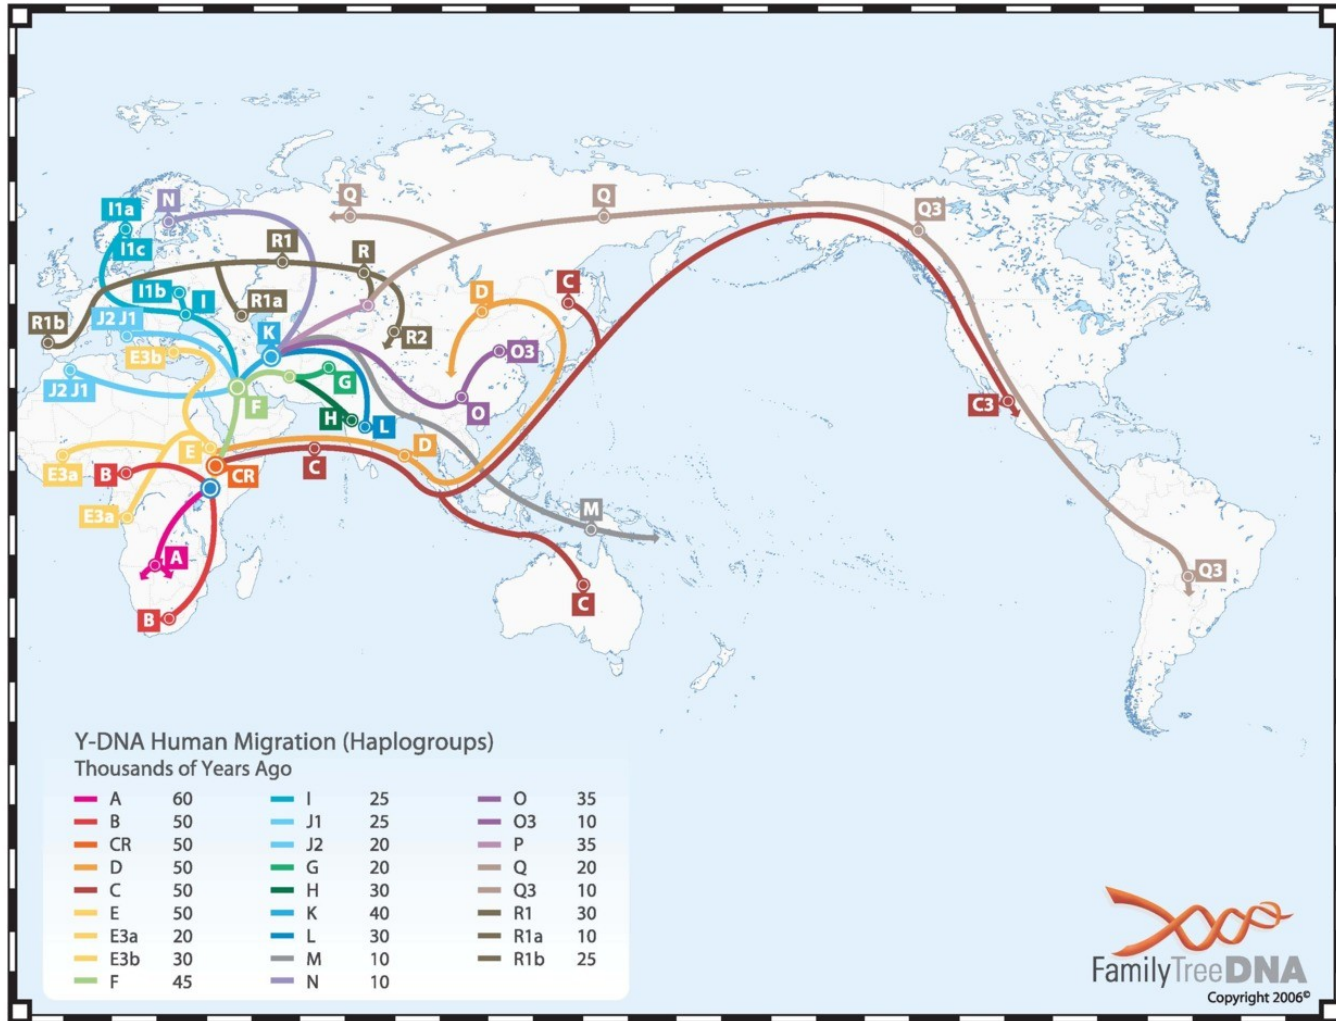 I1a
N
Q
Q
Q3
I1c
R1
R
I1b
I
R1a
D
C
R1b
J2 J1
K
R2
E3b
O3
J2 J1
G
F
H
L
O
C3
E
D
E3a
B
CR
C
E3a
M
A
Q3
C
B
Y-DNA Human Migration (Haplogroups)
Thousands of Years Ago
A 60
B 50
CR 50
D 50
C 50
E 50
E3a 20
E3b 30
F 45
I 25
J1 25
J2 20
G 20
H 30
K 40
L 30
M 10
N 10
O 35
O3 10
P 35
Q 20
Q3 10
R1 30
R1a 10
R1b 25
FamilyTreeDNA
Copyright 2006©